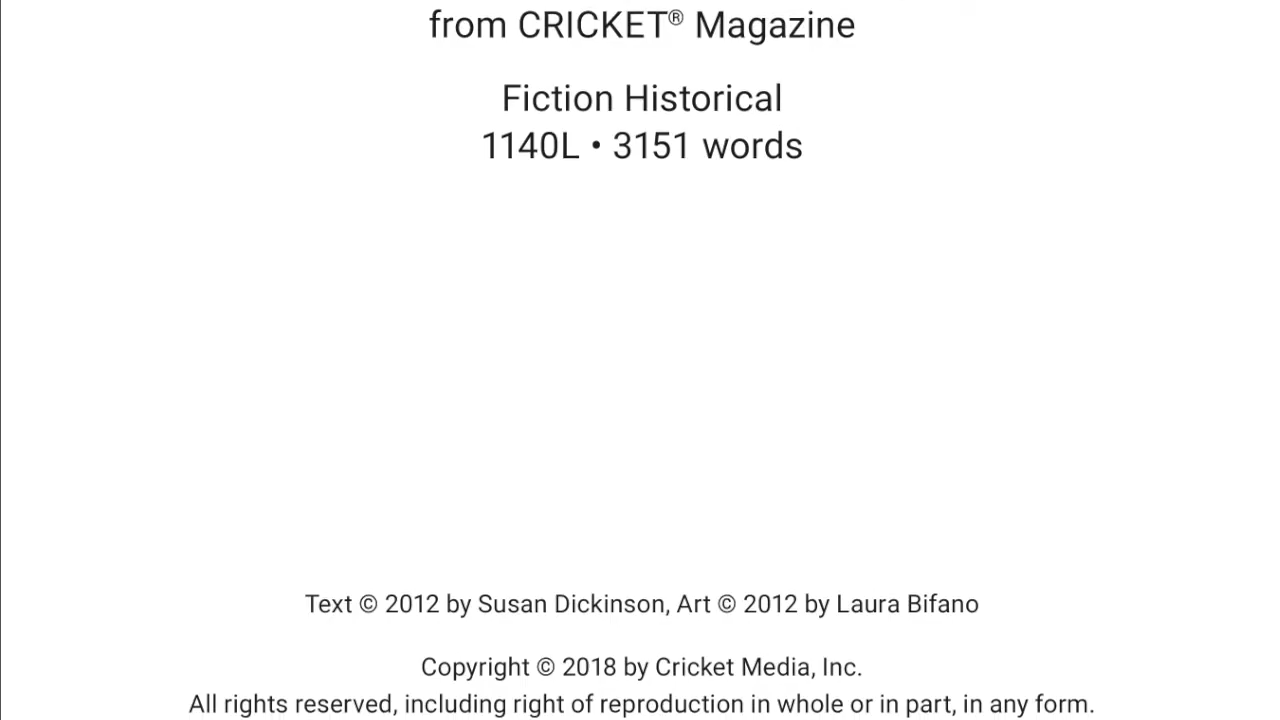 from CRICKET® Magazine
Fiction Historical
1140L • 3151 words
Text © 2012 by Susan Dickinson, Art © 2012 by Laura Bifano
Copyright © 2018 by Cricket Media, Inc.
All rights reserved, including right of reproduction in whole or in part, in any form.